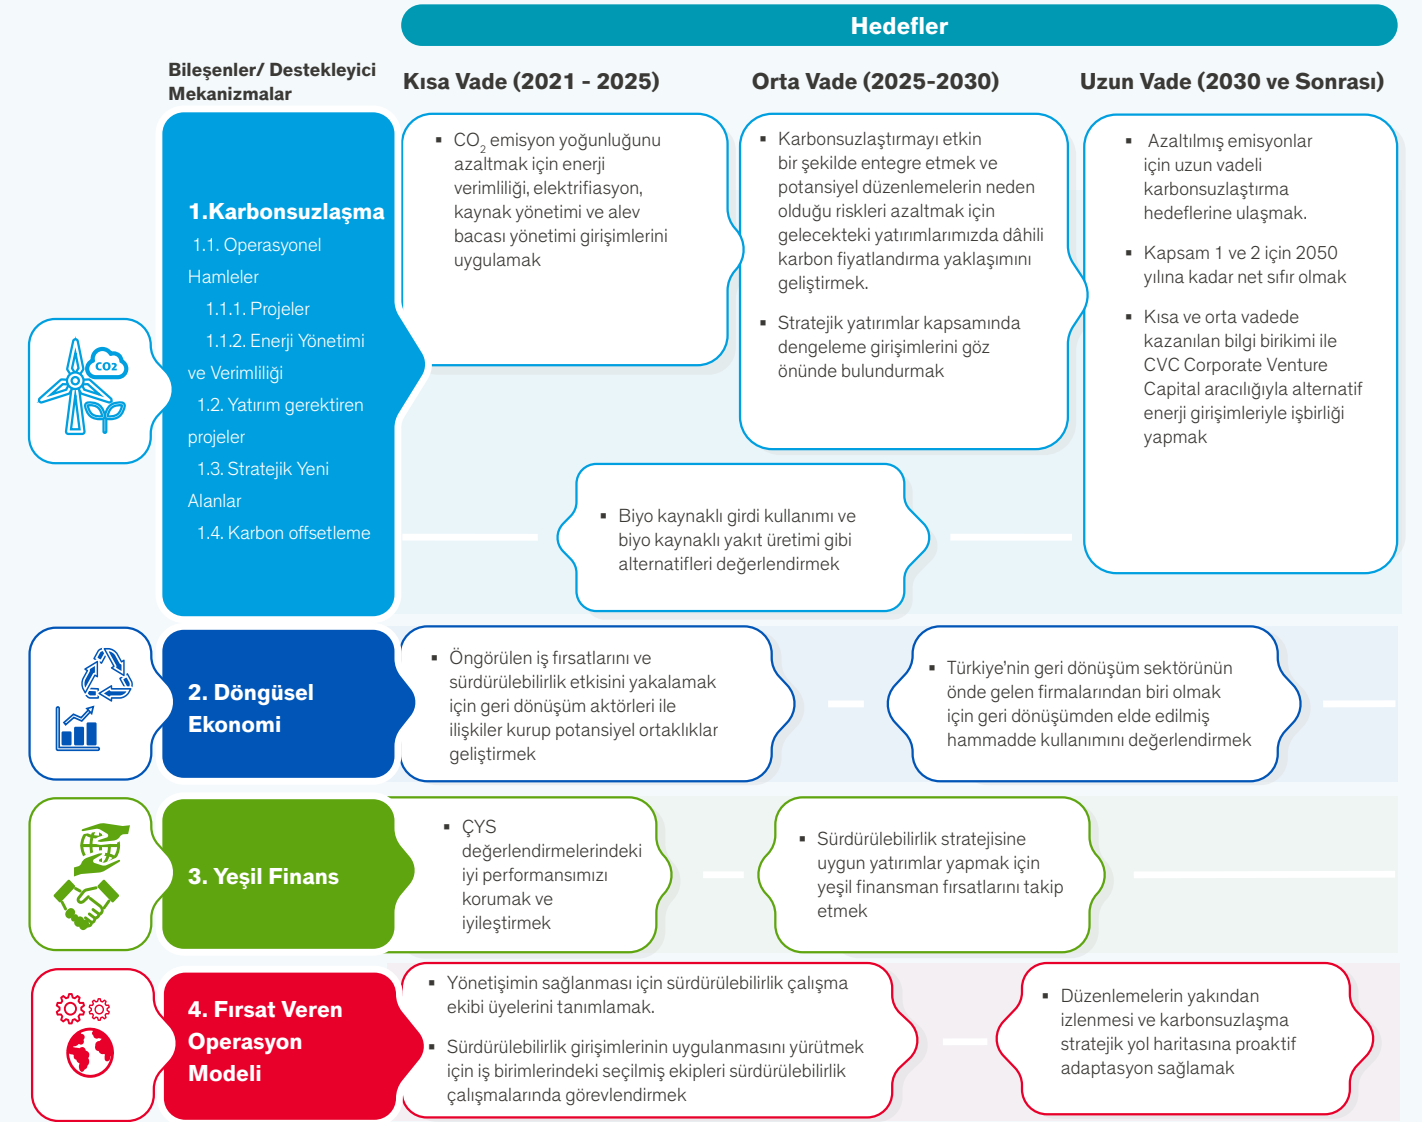 Hedefler
Bileşenler/ Destekleyici
Mekanizmalar
Kısa Vade (2021 - 2025)
Orta Vade (2025-2030)
Uzun Vade (2030 ve Sonrası)
CO2
1.Karbonsuzlaşma
1.1. Operasyonel
Hamleler
1.1.1. Projeler
1.1.2. Enerji Yönetimi
ve Verimliliği
1.2. Yatırım gerektiren
projeler
1.3. Stratejik Yeni
Alanlar
1.4. Karbon offsetleme
▪ CO₂ emisyon yoğunluğunu
azaltmak için enerji
verimliliği, elektrifiasyon,
kaynak yönetimi ve alev
bacası yönetimi girişimlerini
uygulamak
▪ Karbonsuzlaştırmayı etkin
bir şekilde entegre etmek ve
potansiyel düzenlemelerin neden
olduğu riskleri azaltmak için
gelecekteki yatırımlarımızda dâhili
karbon fiyatlandırma yaklaşımını
geliştirmek.
▪ Stratejik yatırımlar kapsamında
dengeleme girişimlerini göz
önünde bulundurmak
▪ Azaltılmış emisyonlar
için uzun vadeli
karbonsuzlaştırma
hedeflerine ulaşmak.
▪ Kapsam 1 ve 2 için 2050
yılına kadar net sıfır olmak
▪ Kısa ve orta vadede
kazanılan bilgi birikimi ile
CVC Corporate Venture
Capital aracılığıyla alternatif
enerji girişimleriyle işbirliği
yapmak
▪ Biyo kaynaklı girdi kullanımı ve
biyo kaynaklı yakıt üretimi gibi
alternatifleri değerlendirmek
2. Döngüsel
Ekonomi
▪ Öngörülen iş fırsatlarını ve
sürdürülebilirlik etkisini yakalamak
için geri dönüşüm aktörleri ile
ilişkiler kurup potansiyel ortaklıklar
geliştirmek
▪ Türkiye’nin geri dönüşüm sektörünün
önde gelen firmalarından biri olmak
için geri dönüşümden elde edilmiş
hammadde kullanımını değerlendirmek
3. Yeşil Finans
▪ ÇYS
değerlendirmelerindeki
iyi performansımızı
korumak ve
iyileştirmek
▪ Sürdürülebilirlik stratejisine
uygun yatırımlar yapmak için
yeşil finansman fırsatlarını takip
etmek
4. Fırsat Veren
Operasyon
Modeli
▪ Yönetişimin sağlanması için sürdürülebilirlik çalışma
ekibi üyelerini tanımlamak.
▪ Sürdürülebilirlik girişimlerinin uygulanmasını yürütmek
için iş birimlerindeki seçilmiş ekipleri sürdürülebilirlik
çalışmalarında görevlendirmek
▪ Düzenlemelerin yakından
izlenmesi ve karbonsuzlaşma
stratejik yol haritasına proaktif
adaptasyon sağlamak